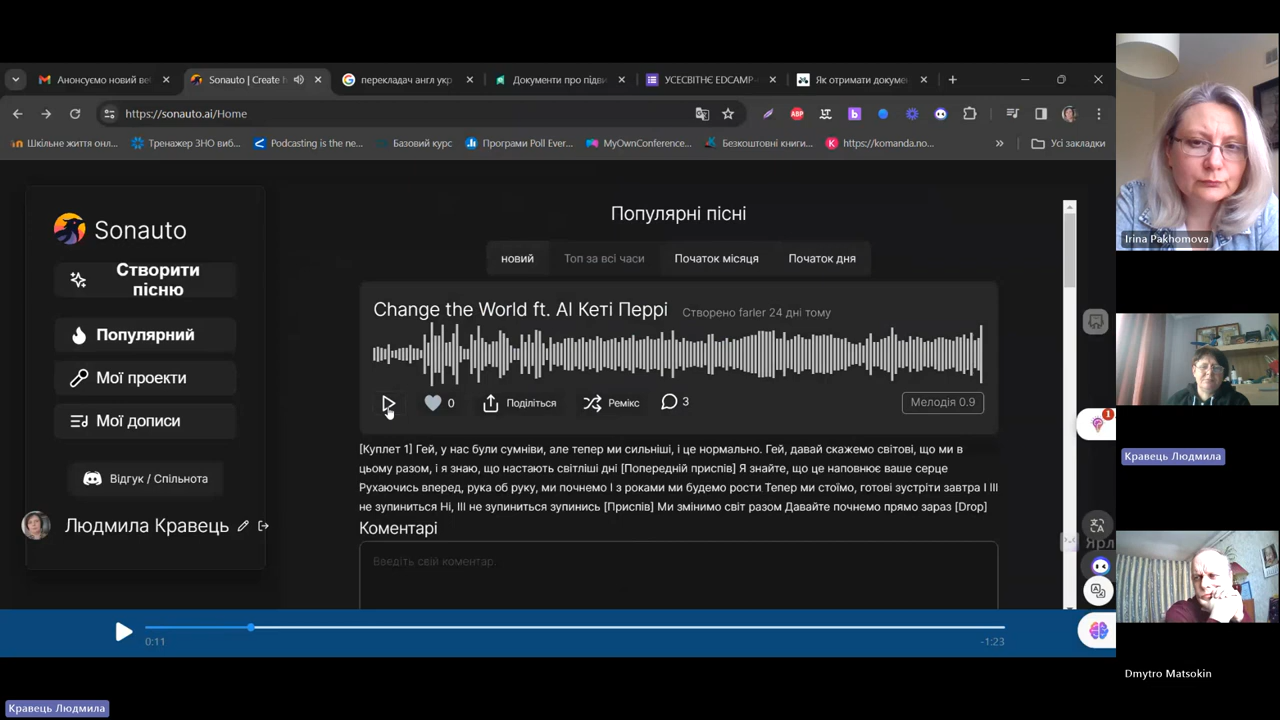 Анонсуємо новий ве
Sonauto | Create h
перекладач англ укр
Документи про підви
УСЕСВІТНЄ EDCAMP-
Як отримати докуме
https://sonauto.ai/Home
ABP
Шкільне життя онл...
Тренажер ЗНО виб...
Podcasting is the ne...
Базовий курс
Програми Poll Ever...
MyOwnConference...
Безкоштовні книги...
https://komanda.no...
»
Усі закладки
Sonauto
Створити
пісню
Популярний
Мої проекти
Мої дописи
Відгук / Спільнота
Людмила Кравець
Популярні пісні
новий
Топ за всі часи
Початок місяця
Початок дня
Change the World ft. AI Кеті Перрі
Створено farler 24 дні тому
0
Поділіться
Ремікс
3
Мелодія 0.9
[Куплет 1] Гей, у нас були сумніви, але тепер ми сильніші, і це нормально. Гей, давай скажемо світові, що ми в
цьому разом, і я знаю, що настають світліші дні [Попередній приспів] Я знайте, що це наповнює ваше серце
Рухаючись вперед, рука об руку, ми почнемо І з роками ми будемо рости Тепер ми стоїмо, готові зустріти завтра І ІІІ
не зупиниться Ні, ІІІ не зупиниться зупинись [Приспів] Ми змінимо світ разом Давайте почнемо прямо зараз [Drop]
Коментарі
Введіть свій коментар.
1
Ярл
0:11
-1:23
Irina Pakhomova
Кравець Людмила
Dmytro Matsokin
Кравець Людмила